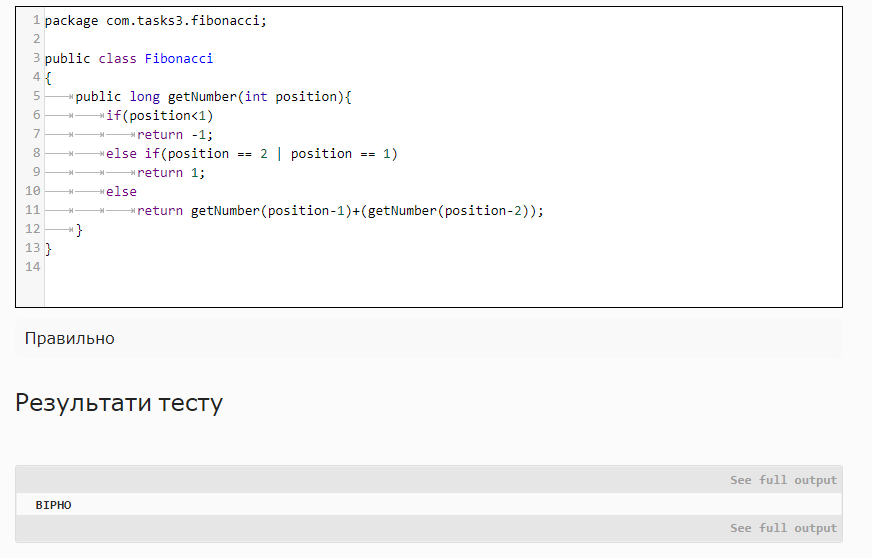 1 package com.tasks3.fibonacci;
2
3 public class Fibonacci
4 {
5 public long getNumber(int position){
6 if(position<1)
7 return -1;
8 else if(position == 2 | position == 1)
9 return 1;
10 else
11 return getNumber(position-1)+(getNumber(position-2));
12 }
13 }
14
Правильно
Результати тесту
See full output
ВІРНО
See full output